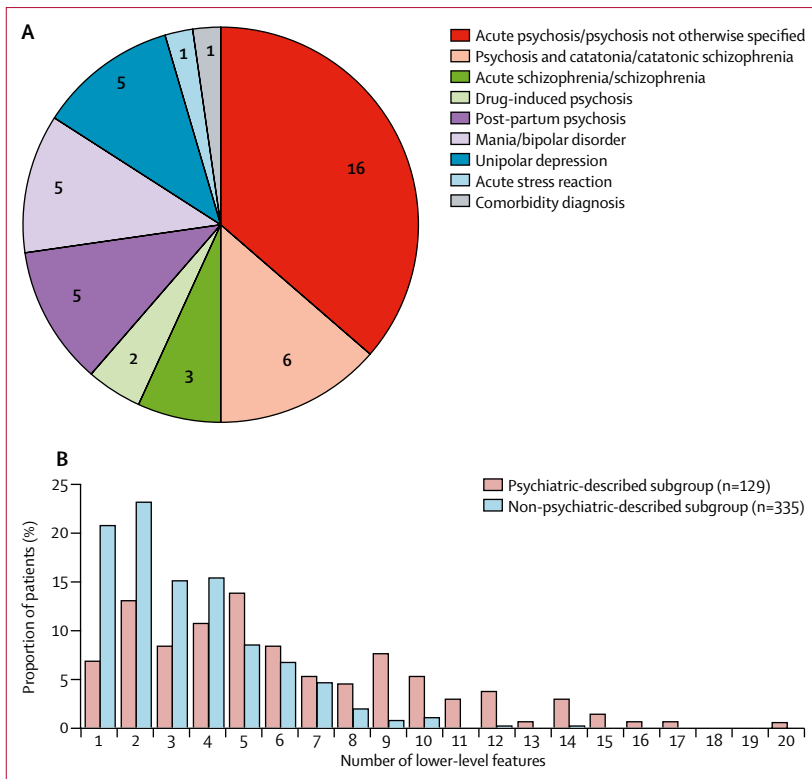 A
Acute psychosis/psychosis not otherwise specified
Psychosis and catatonia/catatonic schizophrenia
Acute schizophrenia/schizophrenia
Drug-induced psychosis
Post-partum psychosis
Mania/bipolar disorder
Unipolar depression
Acute stress reaction
Comorbidity diagnosis
1
1
5
16
5
5
2
3
6
B
Psychiatric-described subgroup (n=129)
Non-psychiatric-described subgroup (n=335)
Proportion of patients (%)
25
20
15
10
5
0
1 2 3 4 5 6 7 8 9 10 11 12 13 14 15 16 17 18 19 20
Number of lower-level features